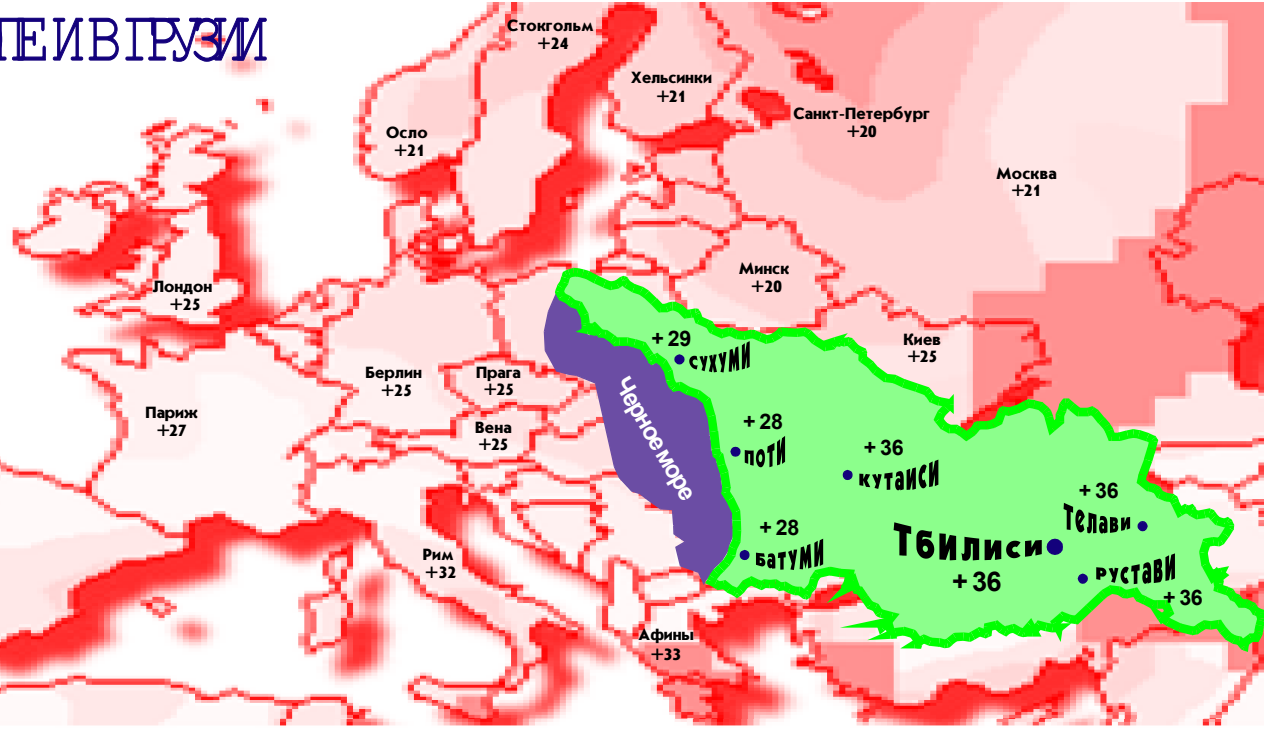 ПЕ И В ГРУЗИИ
Стокгольм
+24
Хельсинки
+21
Санкт-Петербург
+20
Осло
+21
Москва
+21
Минск
+20
Лондон
+25
Киев
+25
+ 29
СУХУМИ
Берлин
+25
Прага
+25
Париж
+27
Вена
+25
Черное море
+ 28
ПОТИ
+ 36
КУТАИСИ
+ 36
Телави
+ 28
БАТУМИ
Тбилиси
+ 36
РУСТАВИ
+ 36
Рим
+32
Афины
+33